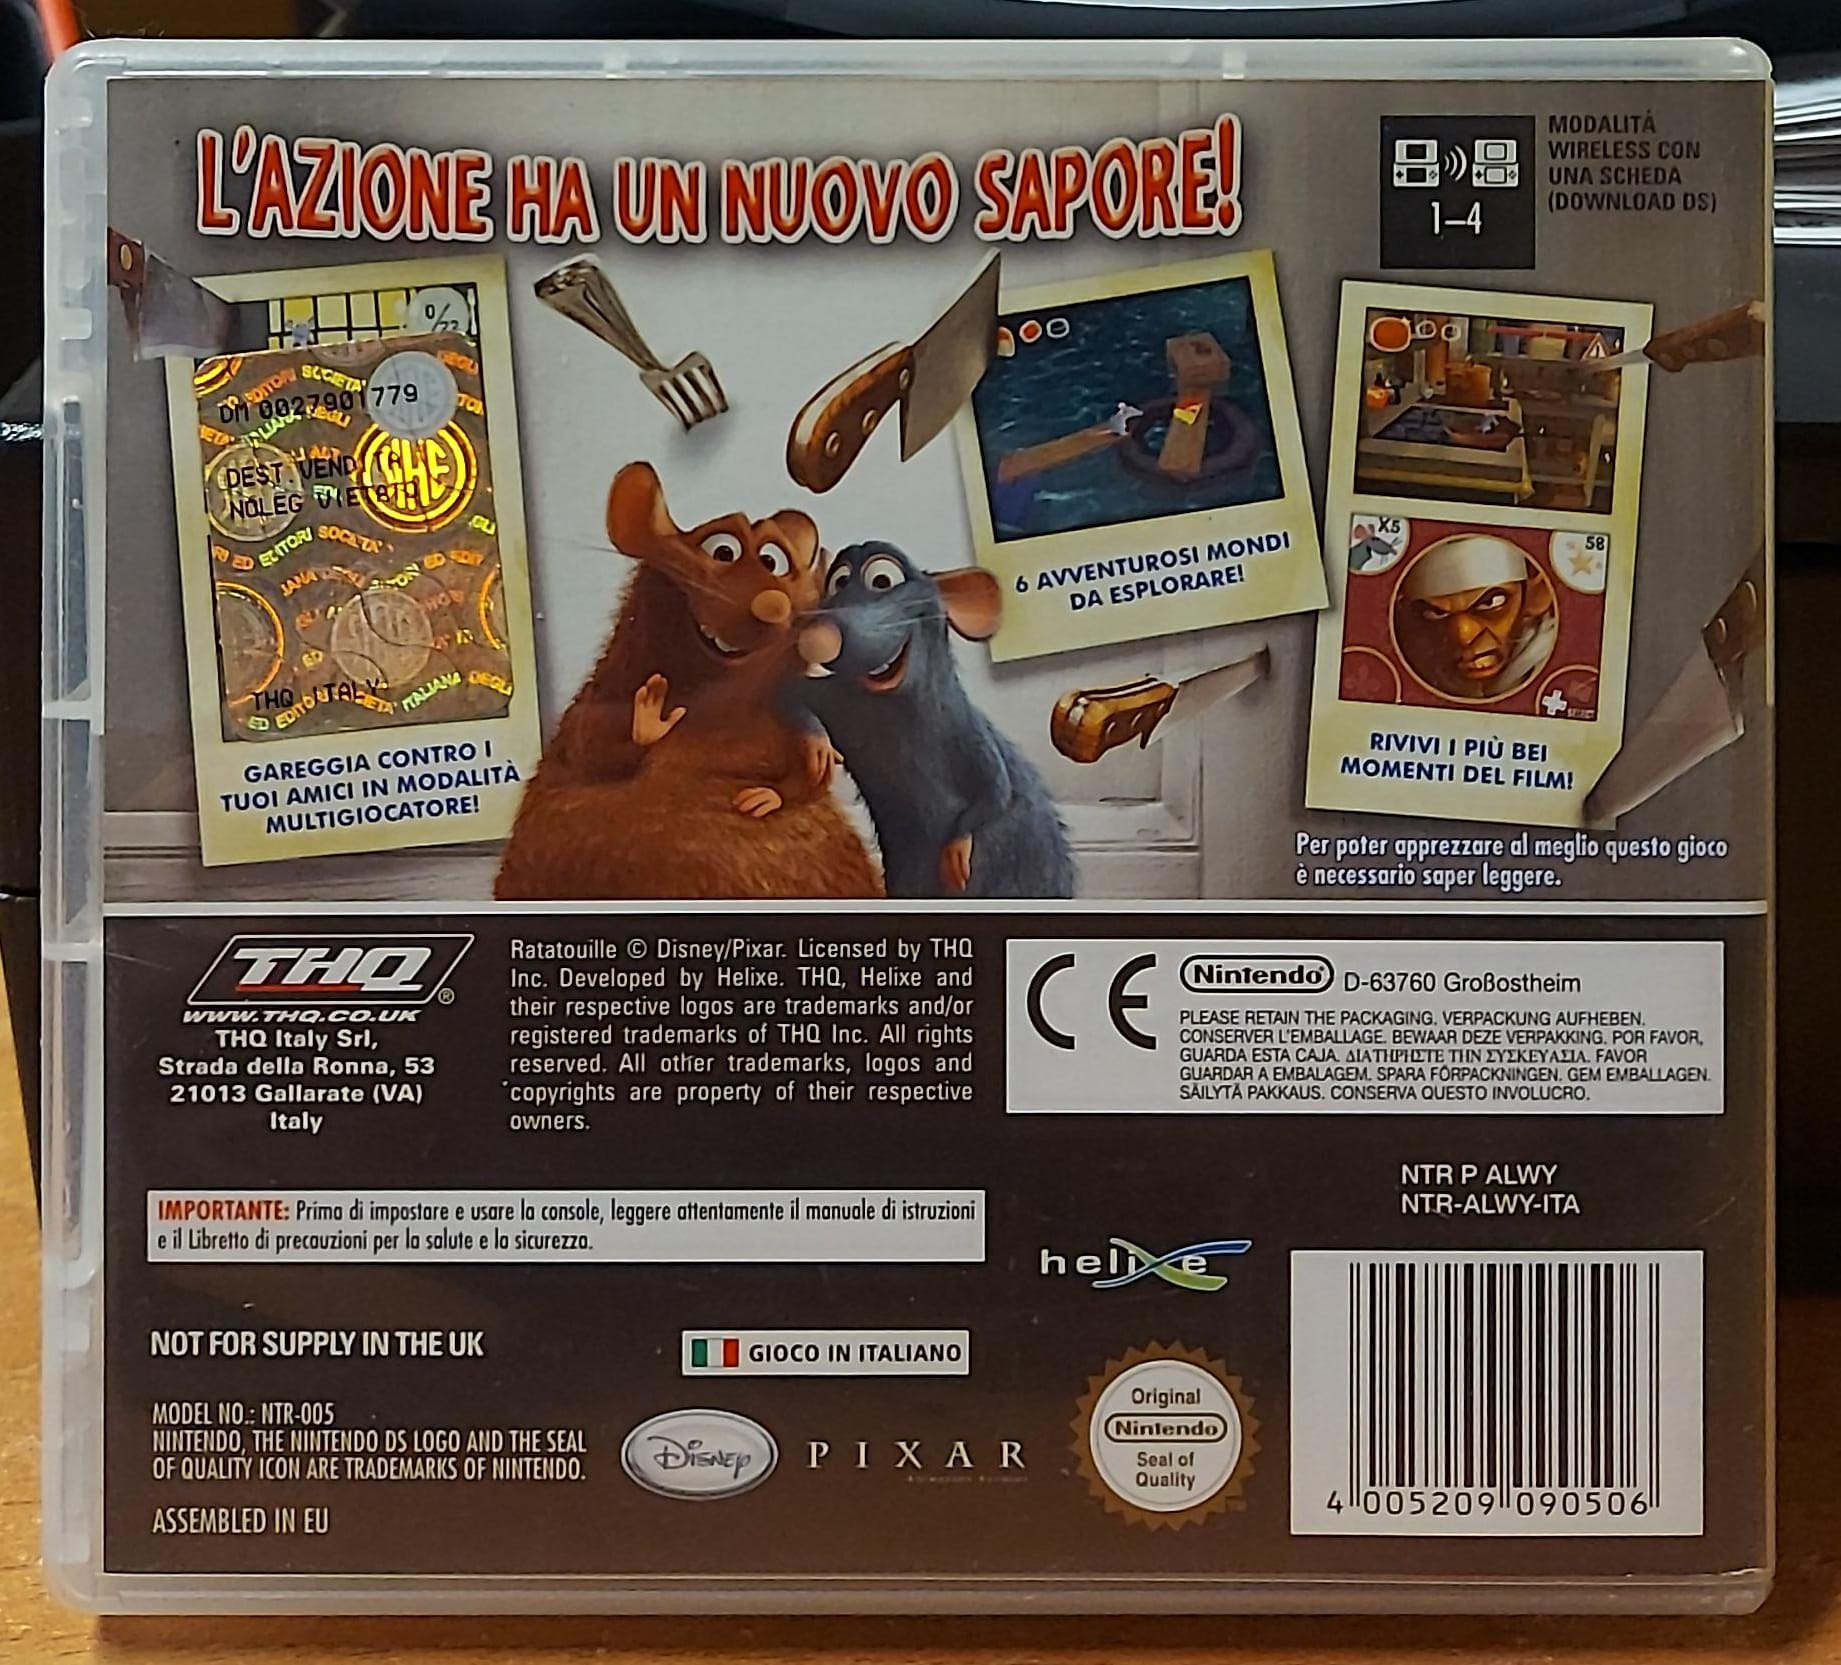 L'AZIONE HA UN NUOVO SAPORE!
1–4
MODALITÁ
WIRELESS CON
UNA SCHEDA
(DOWNLOAD DS)
DM 0027901779
DEST. VEND
NOLEG VIETATO
THQ ITALY
GAREGGIA CONTRO I
TUOI AMICI IN MODALITÀ
MULTIGIOCATORE!
6 AVVENTUROSI MONDI
DA ESPLORARE!
X5
58
RIVIVI I PIÙ BEI
MOMENTI DEL FILM!
Per poter apprezzare al meglio questo gioco
è necessario saper leggere.
THQ®
WWW.THQ.CO.UK
THQ Italy Srl,
Strada della Ronna, 53
21013 Gallarate (VA)
Italy
Ratatouille © Disney/Pixar. Licensed by THQ
Inc. Developed by Helixe. THQ, Helixe and
their respective logos are trademarks and/or
registered trademarks of THQ Inc. All rights
reserved. All other trademarks, logos and
copyrights are property of their respective
owners.
CE
Nintendo® D-63760 Großostheim
PLEASE RETAIN THE PACKAGING. VERPACKUNG AUFHEBEN.
CONSERVER L'EMBALLAGE. BEWAAR DEZE VERPAKKING. POR FAVOR,
GUARDA ESTA CAJA. ΔΙΑΤΗΡΗΣΤΕ ΤΗΝ ΣΥΣΚΕΥΑΣΙΑ. FAVOR
GUARDAR A EMBALAGEM. SPARA FÖRPACKNINGEN. GEM EMBALLAGEN.
SÄILYTÄ PAKKAUS. CONSERVA QUESTO INVOLUCRO.
NTR P ALWY
NTR-ALWY-ITA
IMPORTANTE: Prima di impostare e usare la console, leggere attentamente il manuale di istruzioni
e il Libretto di precauzioni per la salute e la sicurezza.
helixe
NOT FOR SUPPLY IN THE UK
GIOCO IN ITALIANO
MODEL NO.: NTR-005
NINTENDO, THE NINTENDO DS LOGO AND THE SEAL
OF QUALITY ICON ARE TRADEMARKS OF NINTENDO.
ASSEMBLED IN EU
Disney
PIXAR
Original
Nintendo
Seal of
Quality
4 005209 090506